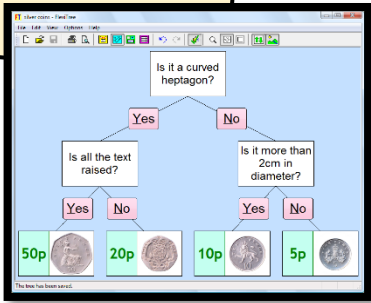 silver coins - FlexiTree
File Edit View Options Help
Is it a curved
heptagon?
Yes
No
Is all the text
raised?
Is it more than
2cm in
diameter?
Yes
No
Yes
No
50p
20p
10p
5p
The tree has been saved.